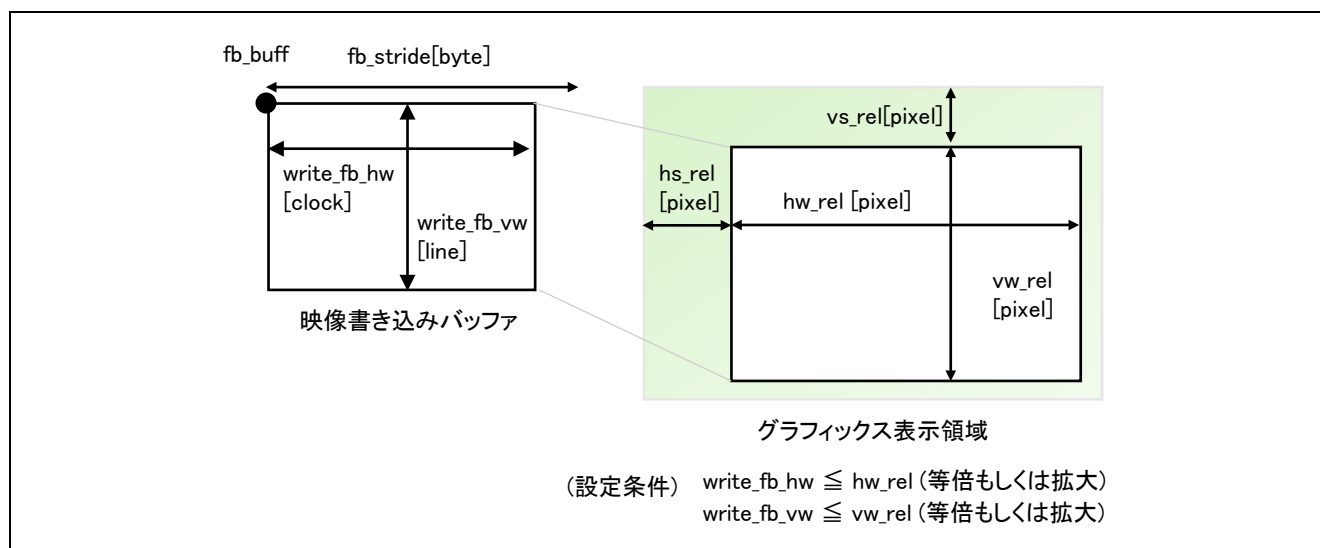 fb_buff
fb_stride[byte]
write_fb_hw
[clock]
write_fb_vw
[line]
映像書き込みバッファ
vs_rel[pixel]
hs_rel
[pixel]
hw_rel [pixel]
vw_rel
[pixel]
グラフィックス表示領域
(設定条件) write_fb_hw ≦ hw_rel (等倍もしくは拡大)
write_fb_vw ≦ vw_rel (等倍もしくは拡大)